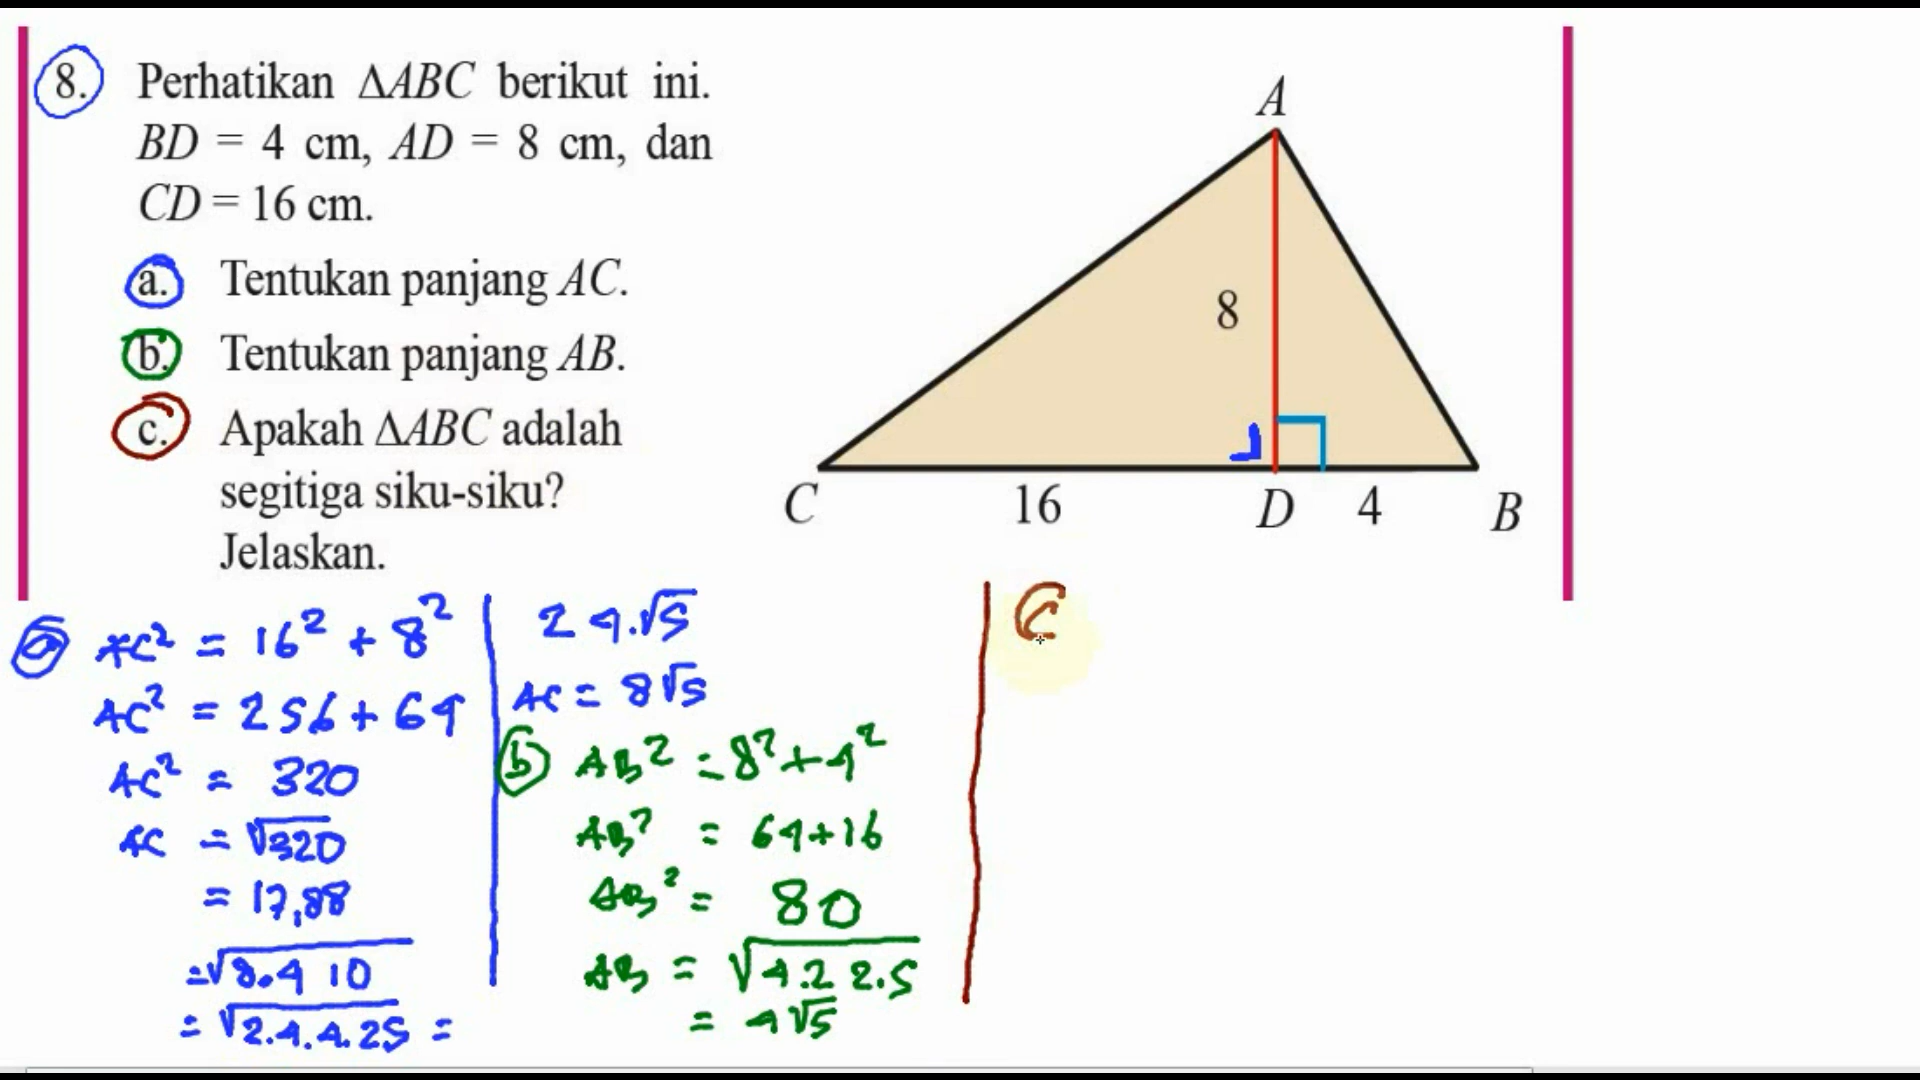 8. Perhatikan ΔABC berikut ini.
BD = 4 cm, AD = 8 cm, dan
CD = 16 cm.
a. Tentukan panjang AC.
b. Tentukan panjang AB.
c. Apakah ΔABC adalah
segitiga siku-siku?
Jelaskan.
A
8
C 16 D 4 B
a AC² = 16² + 8²
AC² = 256 + 64
AC² = 320
AC = √320
= 17,88
= √8.4 10
= √2.4.4.25 =
2 4.√5
AC = 8√5
b AB² = 8² + 4²
AB² = 64 + 16
AB² = 80
AB = √4.2 2.5
= 4√5
C